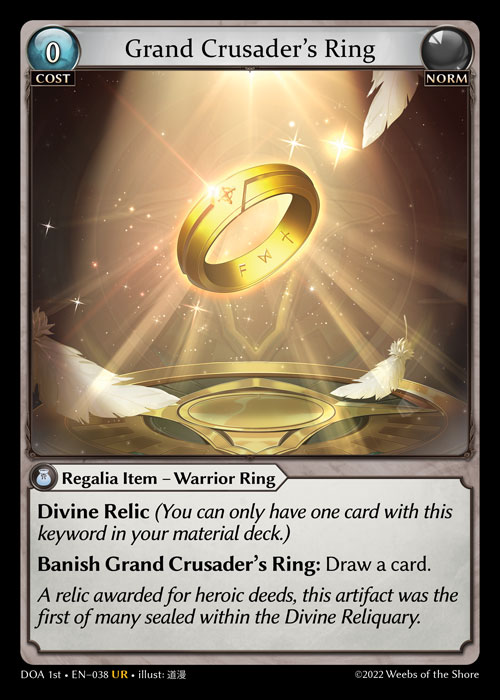 0 Grand Crusader's Ring
COST NORM
Regalia Item – Warrior Ring
Divine Relic (You can only have one card with this
keyword in your material deck.)
Banish Grand Crusader's Ring: Draw a card.
A relic awarded for heroic deeds, this artifact was the
first of many sealed within the Divine Reliquary.
DOA 1st • EN–038 UR • illust: 道漫 ©2022 Weebs of the Shore